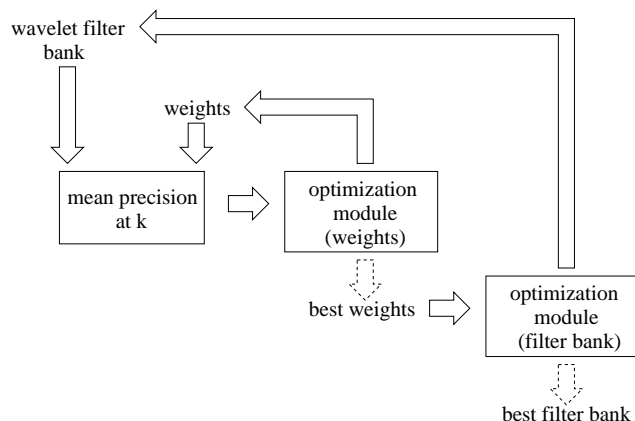 wavelet filter
bank
weights
mean precision
at k
optimization
module
(weights)
best weights
optimization
module
(filter bank)
best filter bank